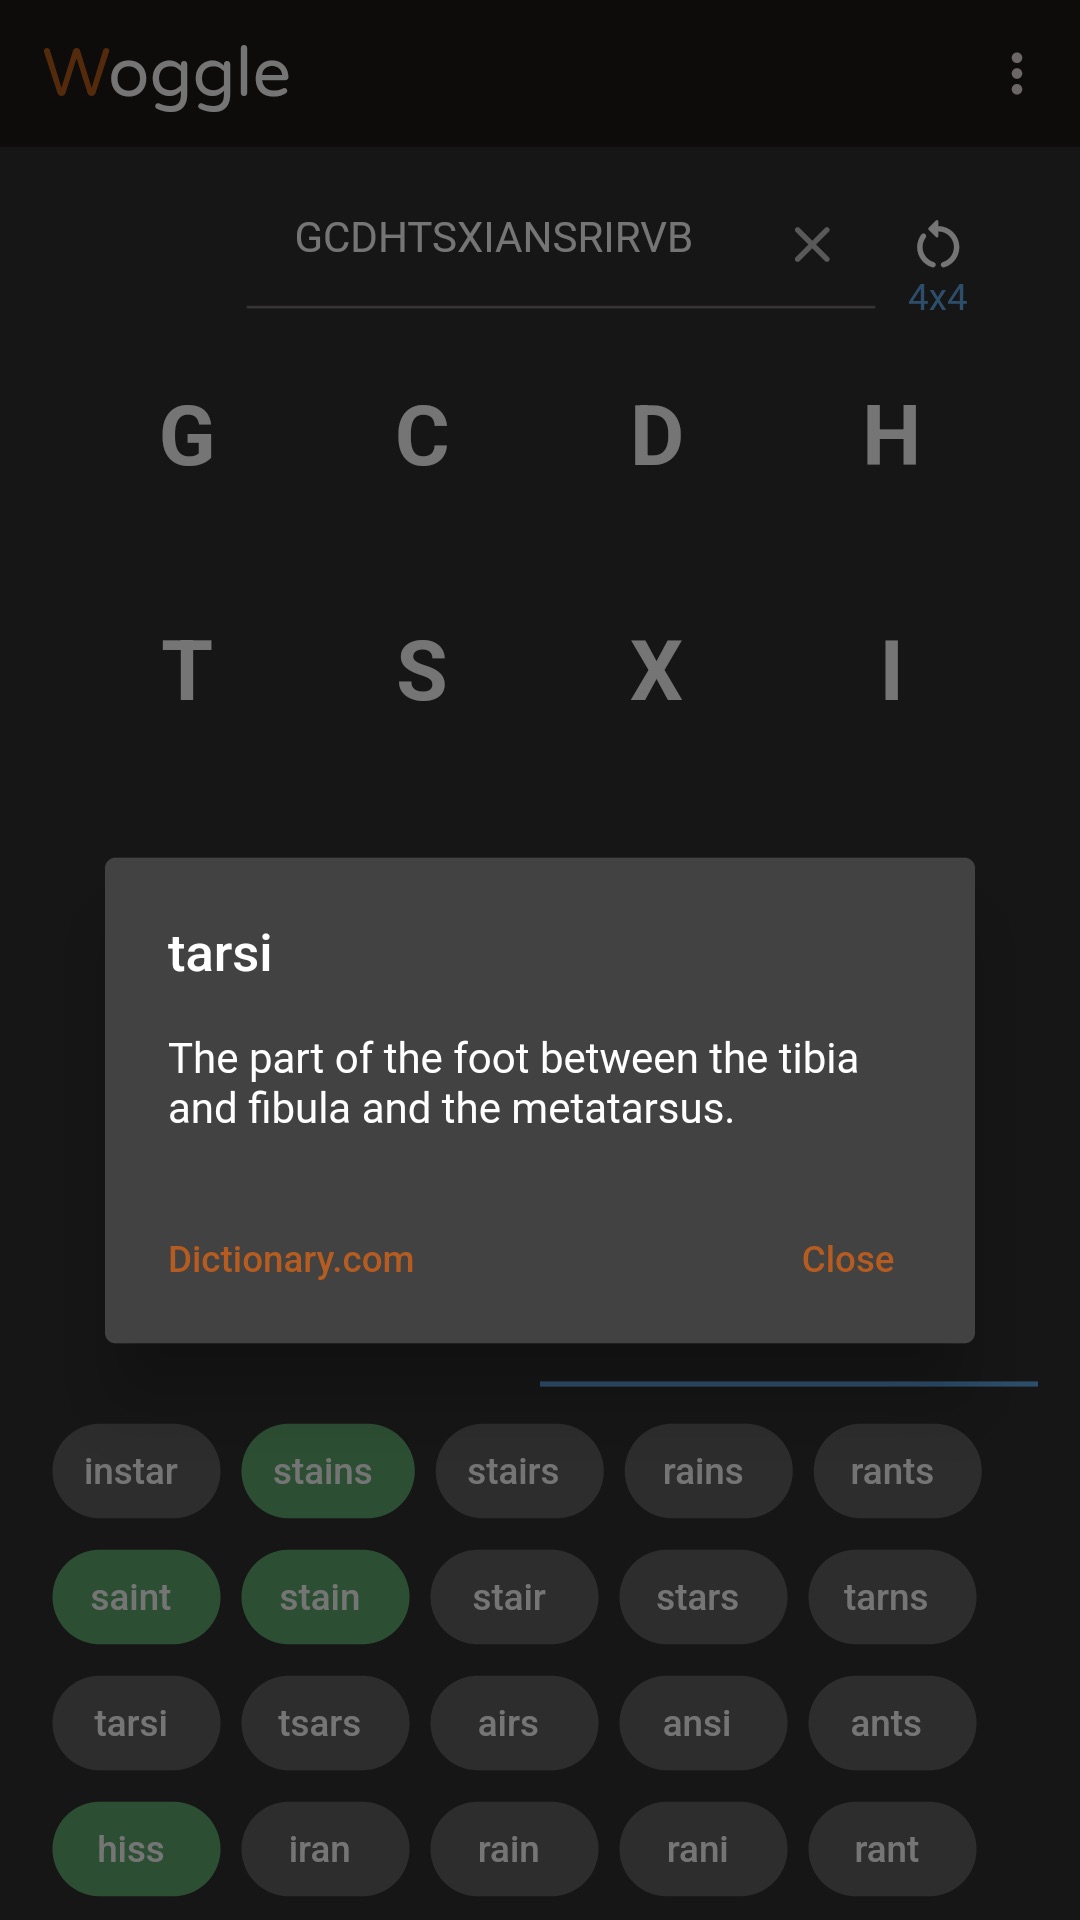 Woggle
GCDHTSXIANSRIRVB
4x4
G C D H
T S X I
tarsi
The part of the foot between the tibia
and fibula and the metatarsus.
Dictionary.com Close
instar stains stairs rains rants
saint stain stair stars tarns
tarsi tsars airs ansi ants
hiss iran rain rani rant